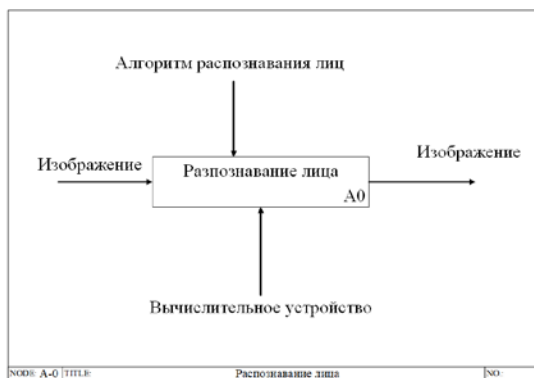 Алгоритм распознавания лиц
Изображение
Изображение
Разпознавание лица
A0
Вычислительное устройство
NODE: A-0 TITLE: Распознавание лица NO.: